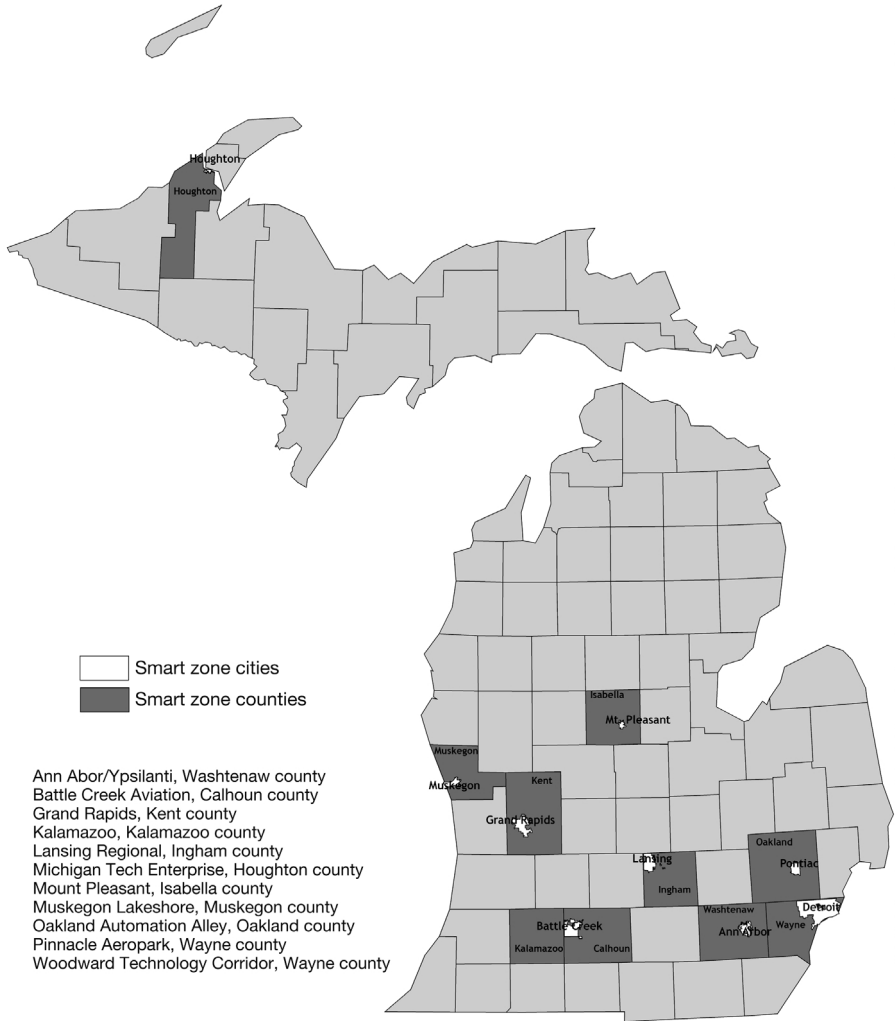 Houghton
Houghton
Smart zone cities
Smart zone counties
Isabella
Mt. Pleasant
Muskegon
Muskegon
Kent
Grand Rapids
Oakland
Pontiac
Lansing
Ingham
Washtenaw
Detroit
Wayne
Ann Arbor
Battle Creek
Kalamazoo
Calhoun
Ann Abor/Ypsilanti, Washtenaw county
Battle Creek Aviation, Calhoun county
Grand Rapids, Kent county
Kalamazoo, Kalamazoo county
Lansing Regional, Ingham county
Michigan Tech Enterprise, Houghton county
Mount Pleasant, Isabella county
Muskegon Lakeshore, Muskegon county
Oakland Automation Alley, Oakland county
Pinnacle Aeropark, Wayne county
Woodward Technology Corridor, Wayne county